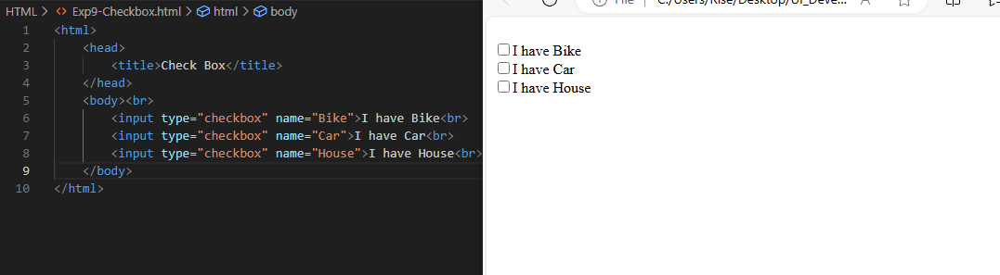 HTML > Exp9-Checkbox.html > html > body
1 <html>
2 <head>
3 <title>Check Box</title>
4 </head>
5 <body><br>
6 <input type="checkbox" name="Bike">I have Bike<br>
7 <input type="checkbox" name="Car">I have Car<br>
8 <input type="checkbox" name="House">I have House<br>
9 </body>
10 </html>
File C:/Users/Rise/Desktop/UI_Deve... A
I have Bike
I have Car
I have House